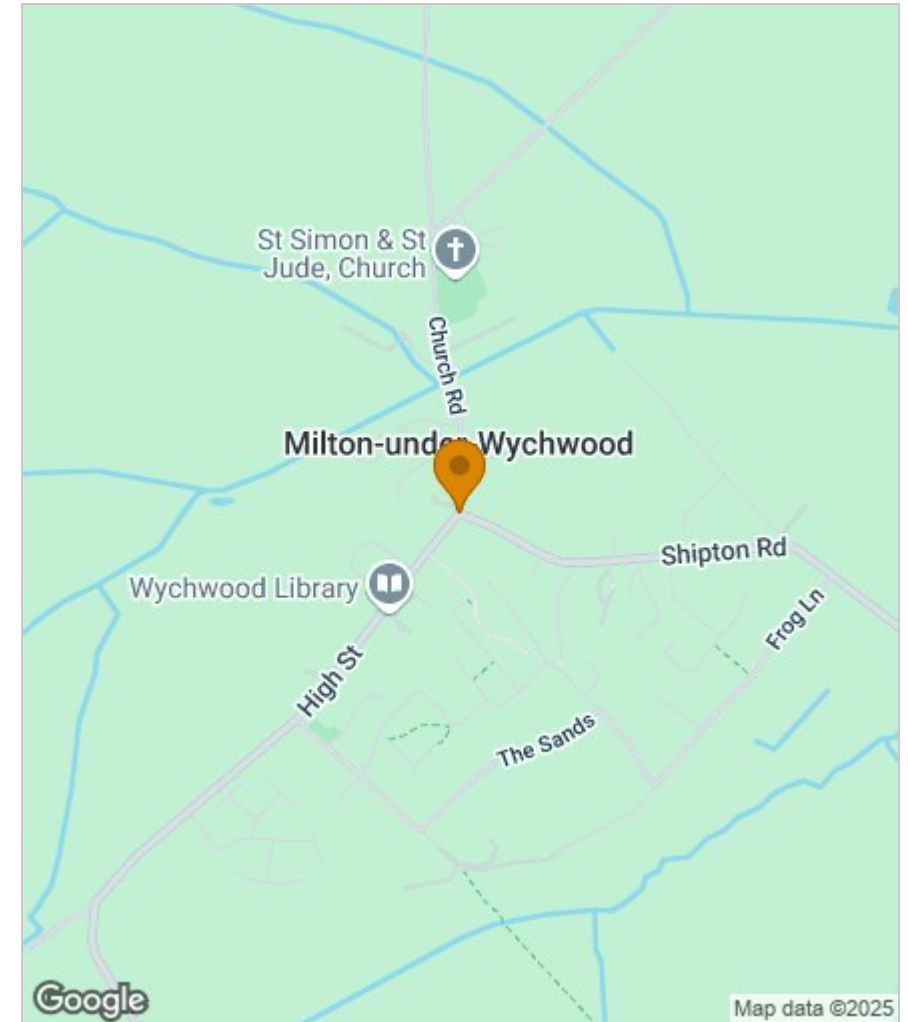 St Simon & St
Jude, Church
Church Rd
Milton-under-Wychwood
Shipton Rd
Wychwood Library
Frog Ln
High St
The Sands
Google
Map data ©2025